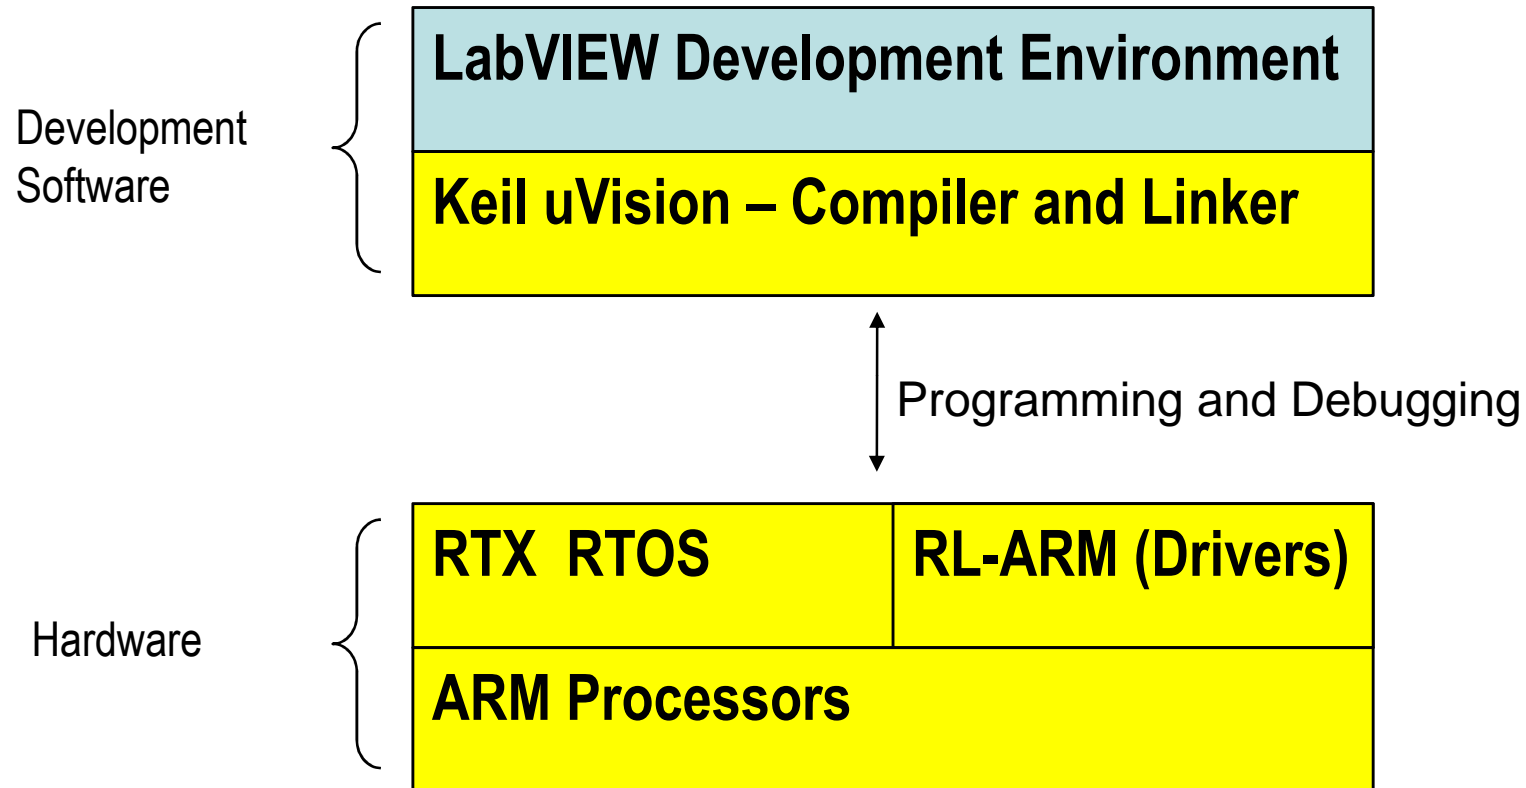 LabVIEW Development Environment
Development
Software
Keil uVision – Compiler and Linker
Programming and Debugging
RTX  RTOS
RL-ARM (Drivers)
Hardware
ARM Processors